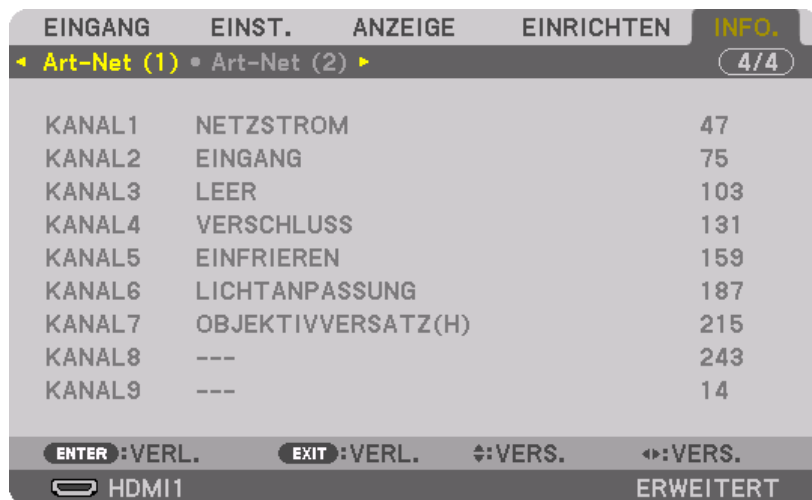 EINGANG EINST. ANZEIGE EINRICHTEN INFO.
Art-Net (1) • Art-Net (2) 4/4
KANAL1 NETZSTROM 47
KANAL2 EINGANG 75
KANAL3 LEER 103
KANAL4 VERSCHLUSS 131
KANAL5 EINFRIEREN 159
KANAL6 LICHTANPASSUNG 187
KANAL7 OBJEKTIVVERSATZ(H) 215
KANAL8 --- 243
KANAL9 --- 14
ENTER :VERL. EXIT :VERL. :VERS. :VERS.
HDMI1 ERWEITERT